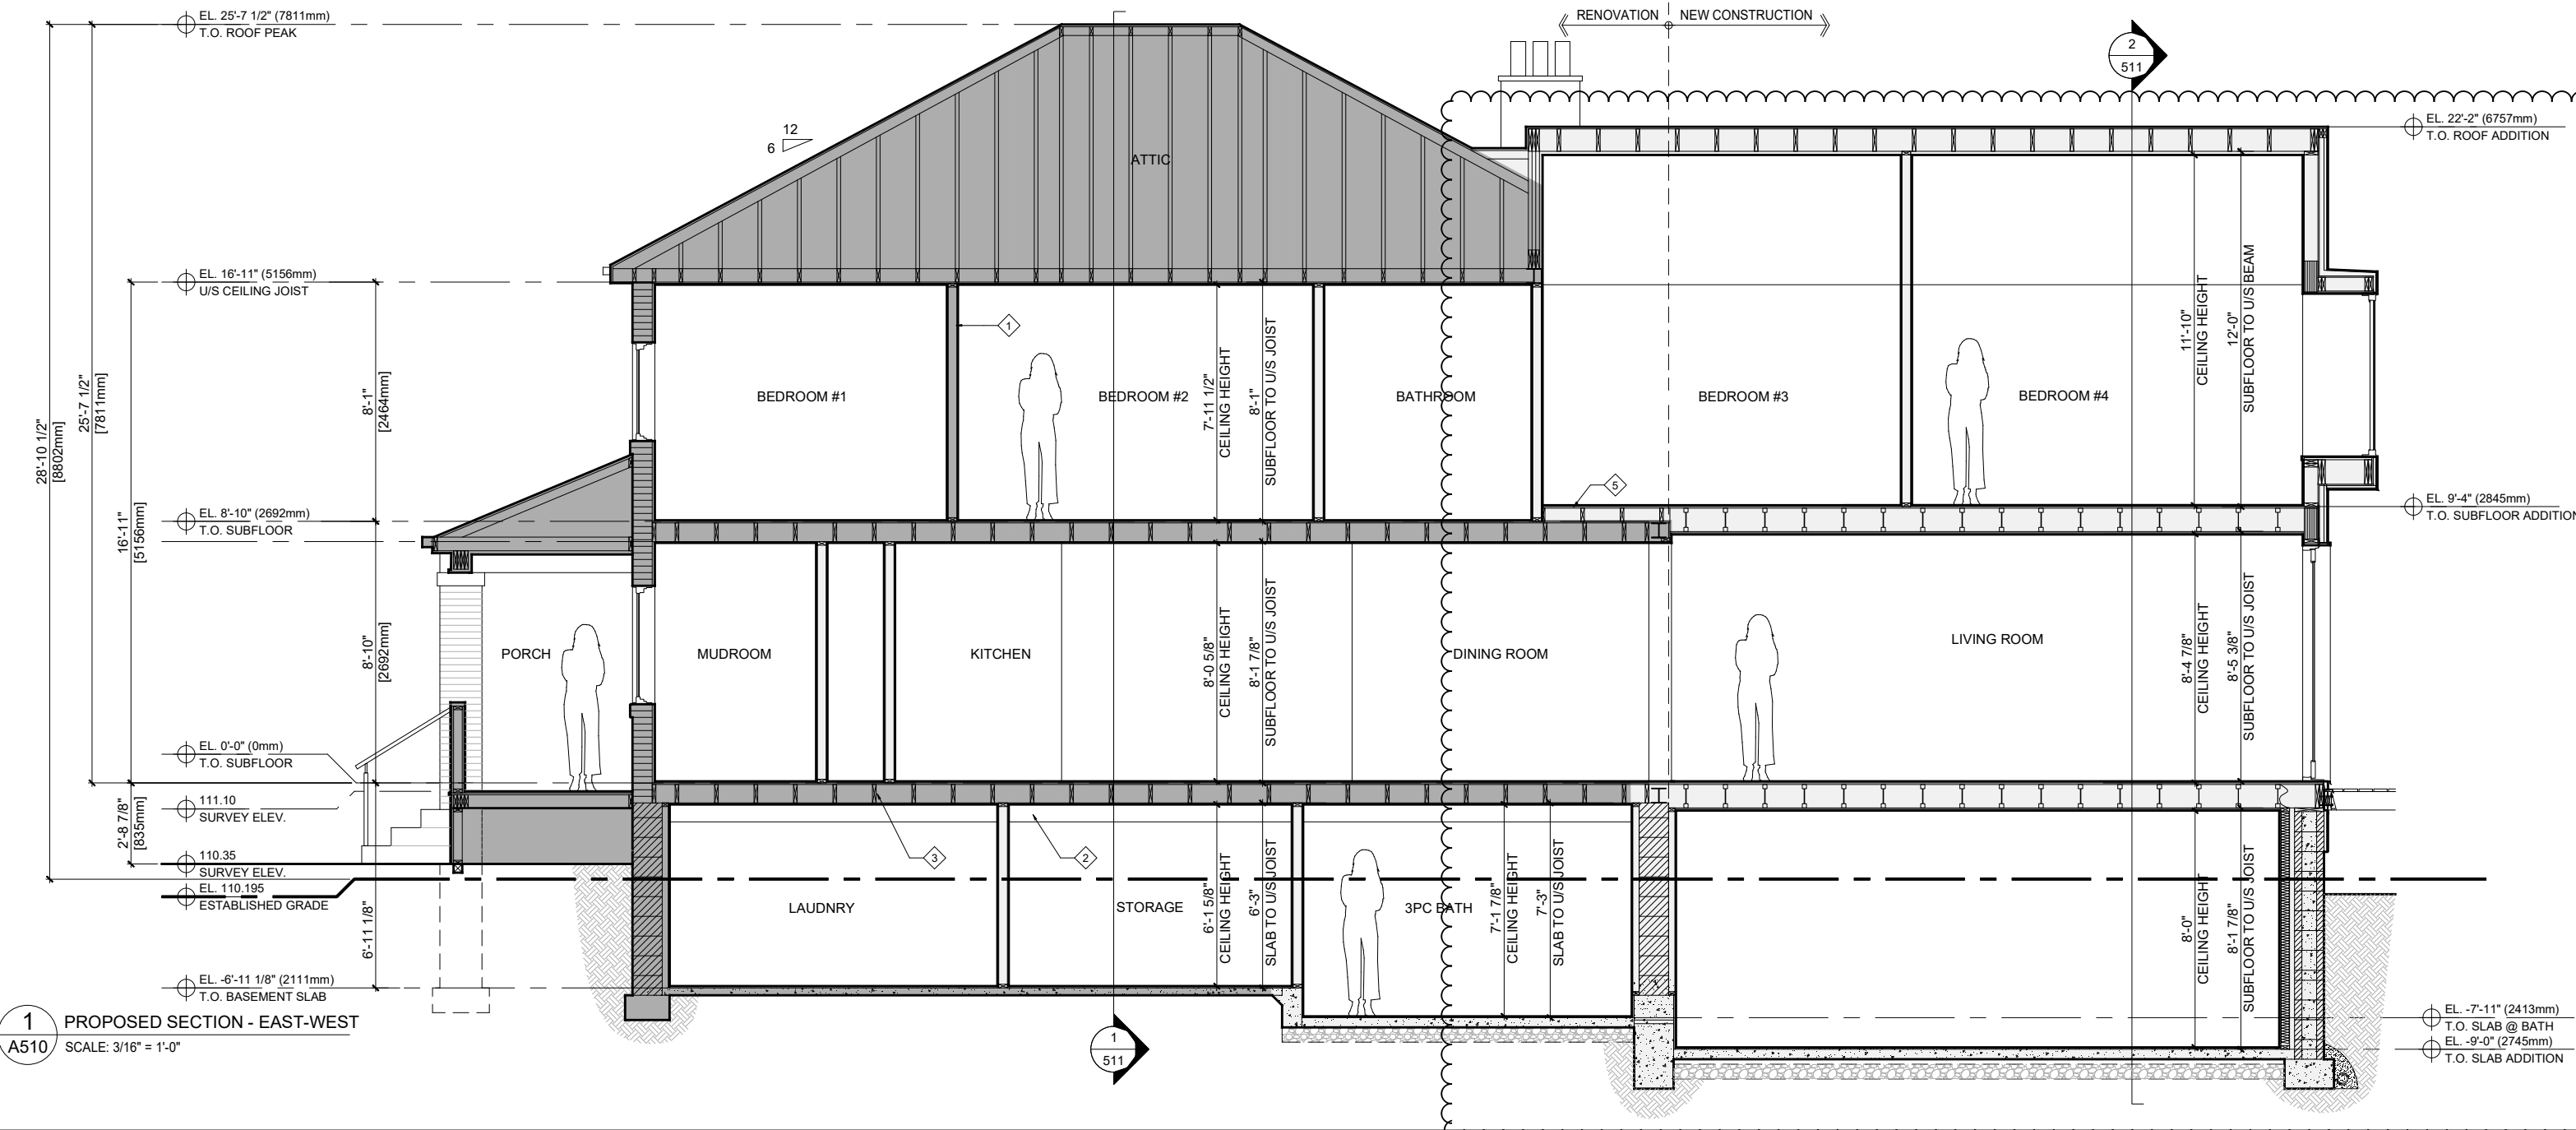 EL. 25'-7 1/2" (7811mm)
T.O. ROOF PEAK
RENOVATION
NEW CONSTRUCTION
2
511
EL. 22'-2" (6757mm)
T.O. ROOF ADDITION
12
6
ATTIC
EL. 16'-11" (5156mm)
U/S CEILING JOIST
28'-10 1/2"
[8802mm]
25'-7 1/2"
[7811mm]
16'-11"
[5156mm]
8'-1"
[2464mm]
1
BEDROOM #1
BEDROOM #2
7'-11 1/2"
CEILING HEIGHT
8'-1"
SUBFLOOR TO U/S JOIST
BATHROOM
BEDROOM #3
BEDROOM #4
11'-10"
CEILING HEIGHT
12'-0"
SUBFLOOR TO U/S BEAM
5
EL. 8'-10" (2692mm)
T.O. SUBFLOOR
EL. 9'-4" (2845mm)
T.O. SUBFLOOR ADDITION
8'-10"
[2692mm]
PORCH
MUDROOM
KITCHEN
8'-0 5/8"
CEILING HEIGHT
8'-1 7/8"
SUBFLOOR TO U/S JOIST
DINING ROOM
LIVING ROOM
8'-4 7/8"
CEILING HEIGHT
8'-5 3/8"
SUBFLOOR TO U/S JOIST
EL. 0'-0" (0mm)
T.O. SUBFLOOR
111.10
SURVEY ELEV.
2'-8 7/8"
[835mm]
110.35
SURVEY ELEV.
EL. 110.195
ESTABLISHED GRADE
6'-11 1/8"
3
2
LAUDNRY
STORAGE
6'-1 5/8"
CEILING HEIGHT
6'-3"
SLAB TO U/S JOIST
3PC BATH
7'-1 7/8"
CEILING HEIGHT
7'-3"
SLAB TO U/S JOIST
8'-0"
CEILING HEIGHT
8'-1 7/8"
SUBFLOOR TO U/S JOIST
EL. -6'-11 1/8" (2111mm)
T.O. BASEMENT SLAB
EL. -7'-11" (2413mm)
T.O. SLAB @ BATH
EL. -9'-0" (2745mm)
T.O. SLAB ADDITION
1
A510
PROPOSED SECTION - EAST-WEST
SCALE: 3/16" = 1'-0"
1
511